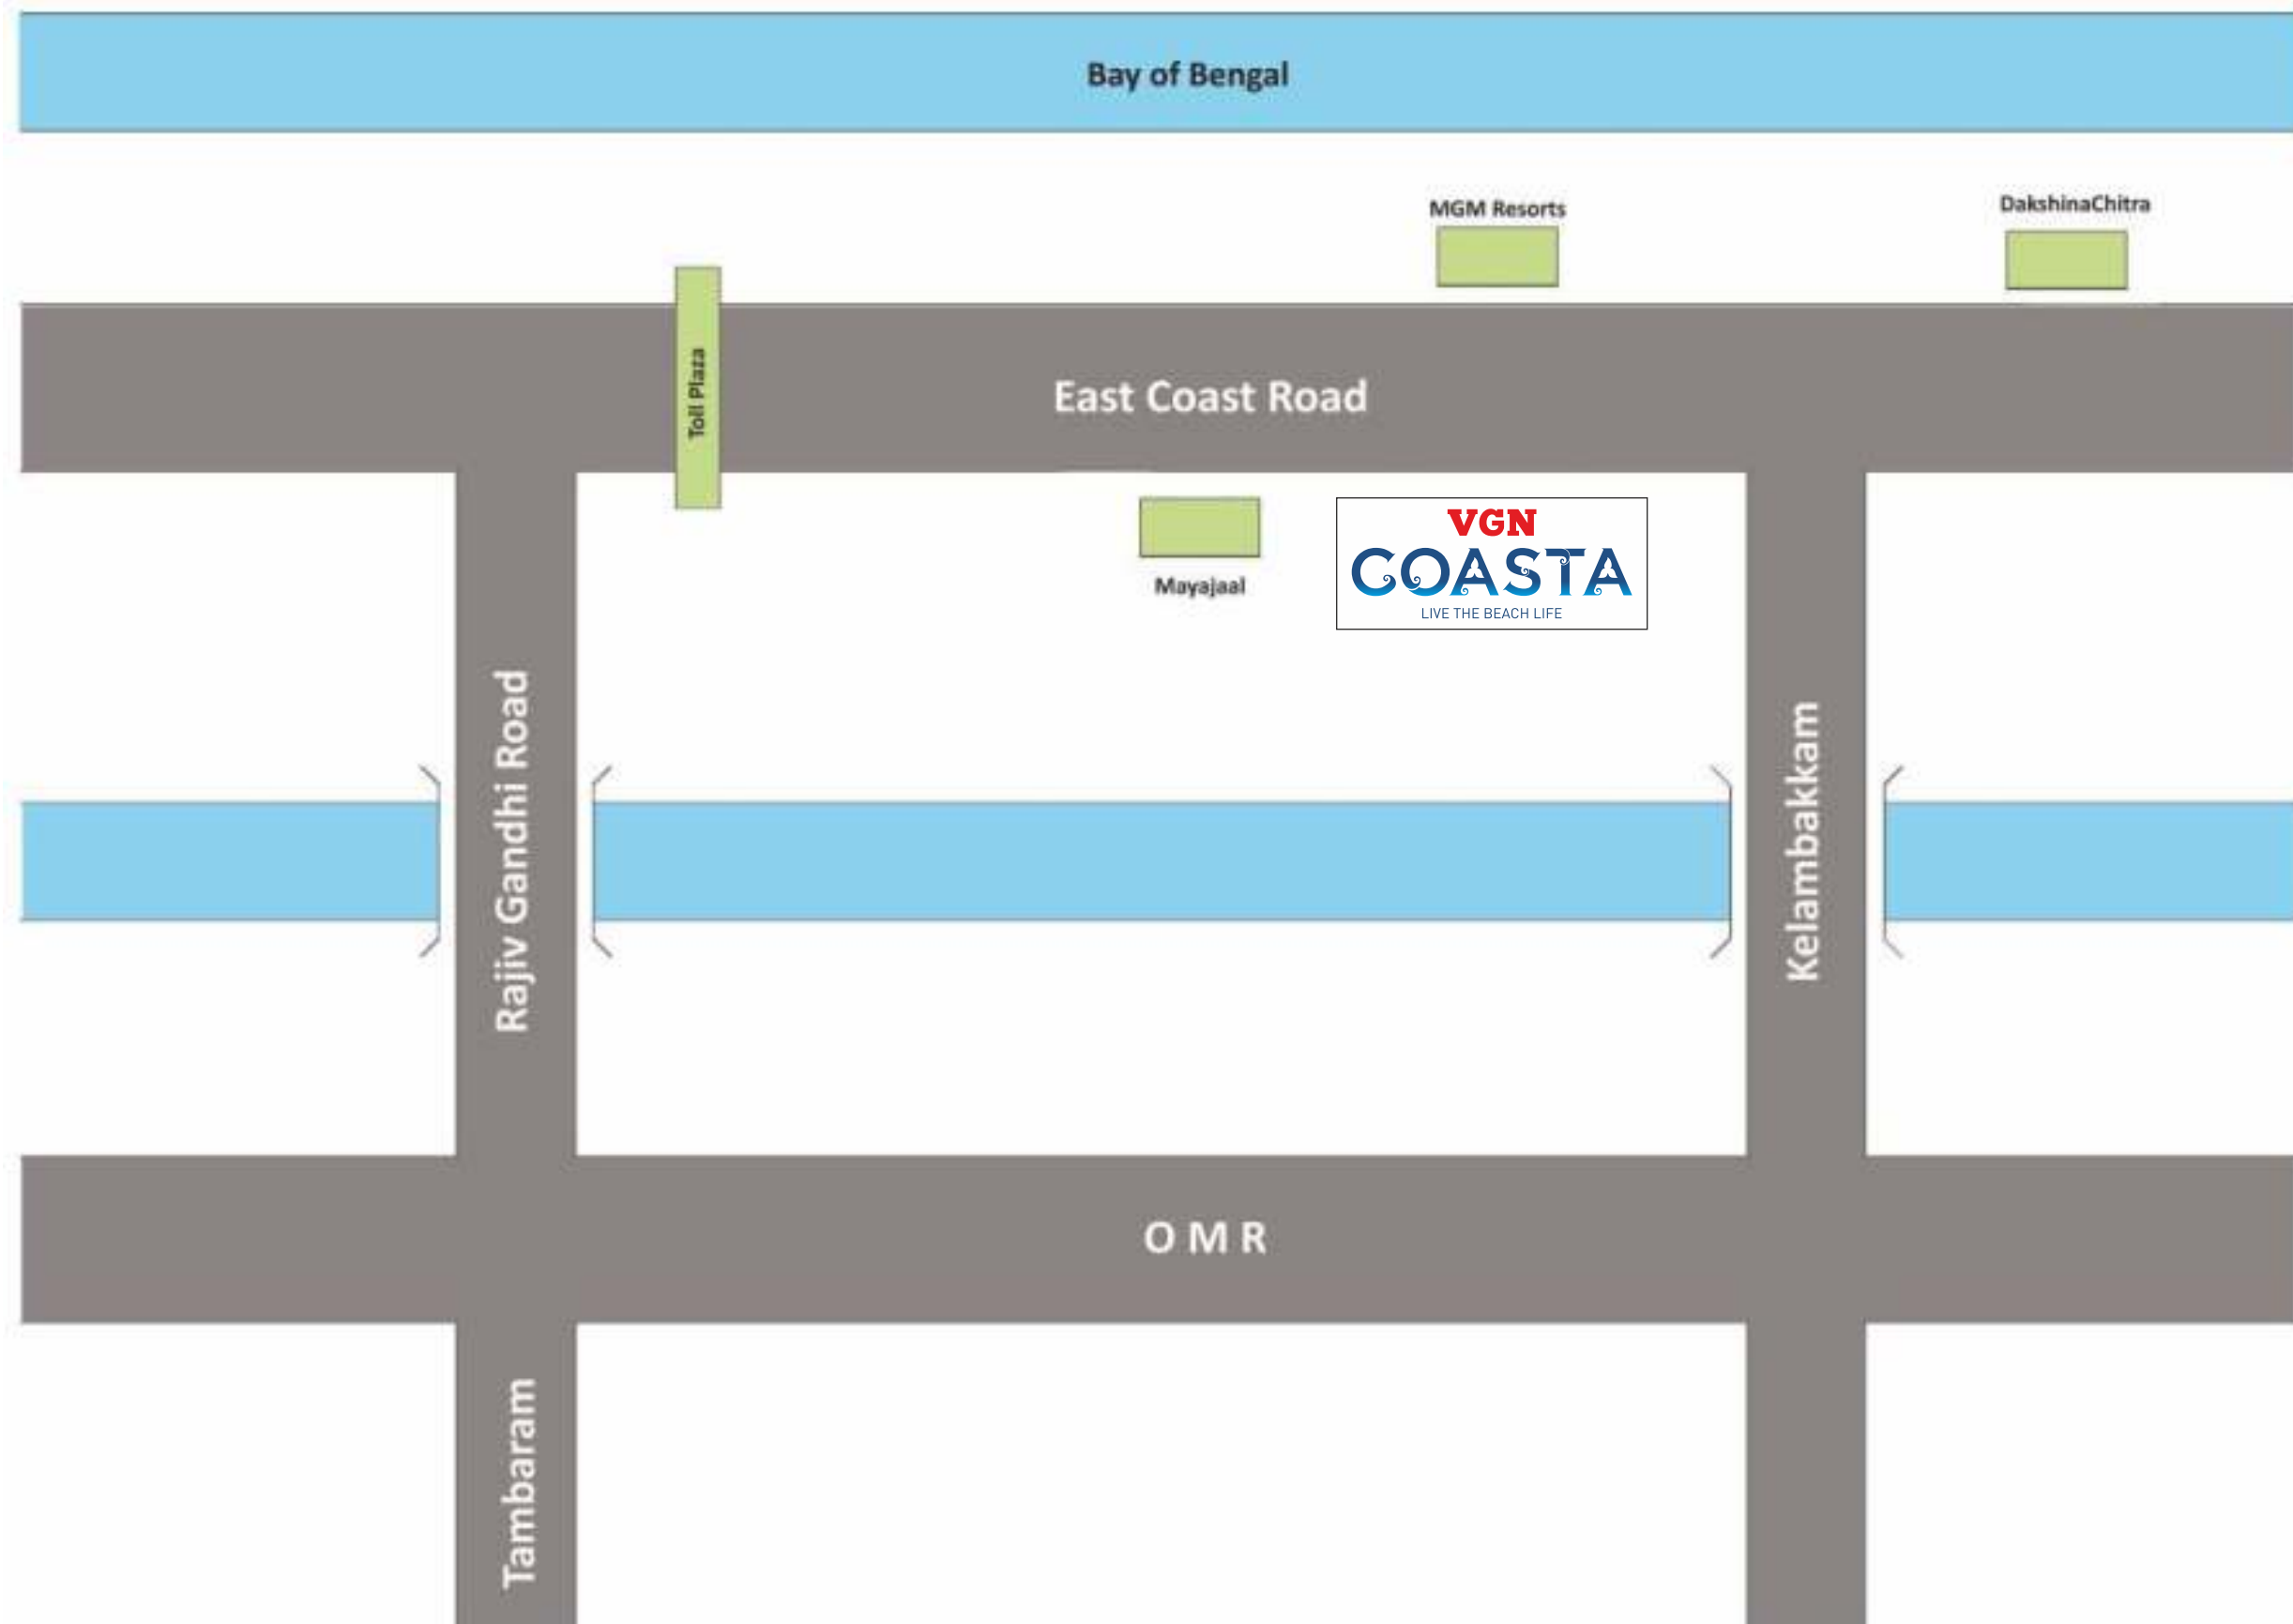 Bay of Bengal
MGM Resorts
DakshinaChitra
Toll Plaza
East Coast Road
Mayajaal
VGN
COASTA
LIVE THE BEACH LIFE
Rajiv Gandhi Road
Kelambakkam
O M R
Tambaram